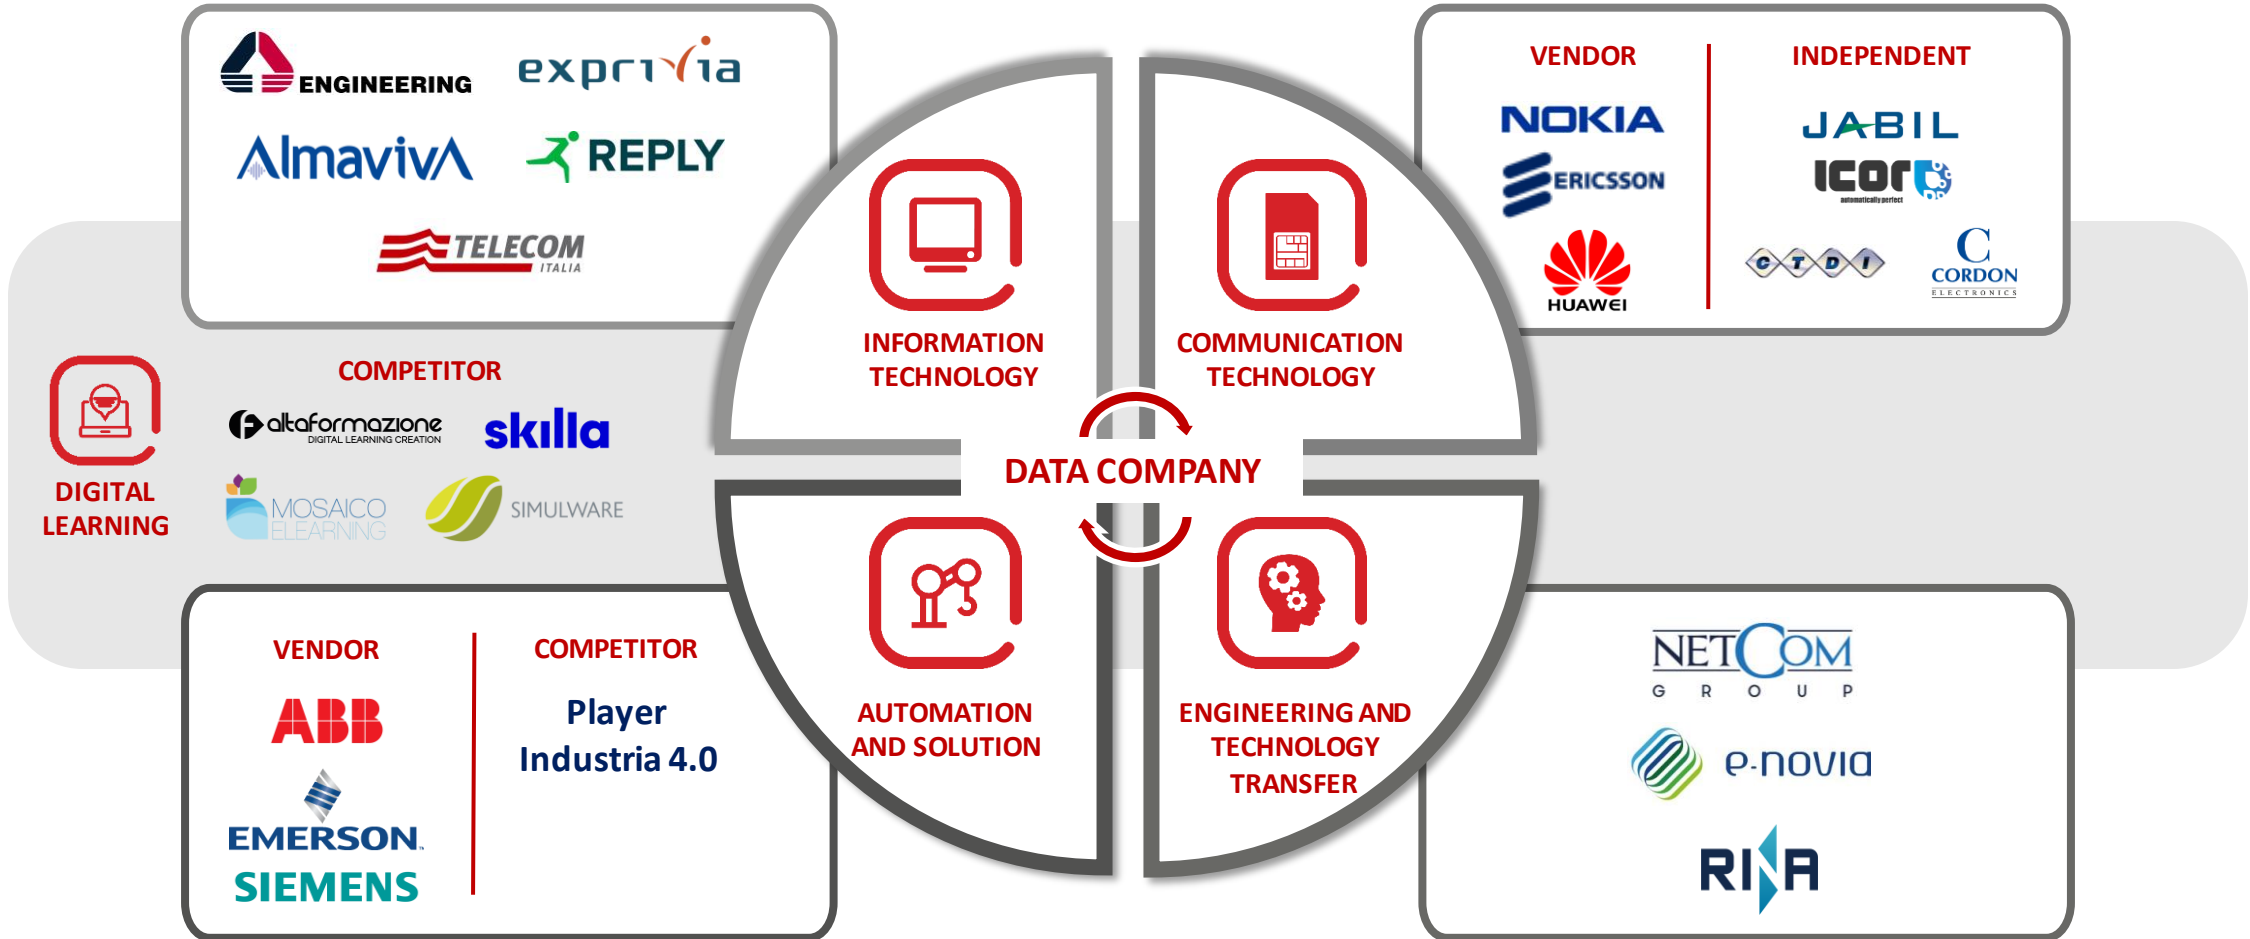 ENGINEERING
exprivia
AlmavivA
REPLY
TELECOM
ITALIA
VENDOR
INDEPENDENT
NOKIA
JABIL
ERICSSON
ICOR
automatically perfect
HUAWEI
CTDI
C
CORDON
ELECTRONICS
INFORMATION
TECHNOLOGY
COMMUNICATION
TECHNOLOGY
DATA COMPANY
DIGITAL
LEARNING
COMPETITOR
altaformazione
DIGITAL LEARNING CREATION
skilla
MOSAICO
ELEARNING
SIMULWARE
AUTOMATION
AND SOLUTION
ENGINEERING AND
TECHNOLOGY
TRANSFER
VENDOR
COMPETITOR
ABB
Player
Industria 4.0
EMERSON
SIEMENS
NETCOM
GROUP
e-novia
RINA